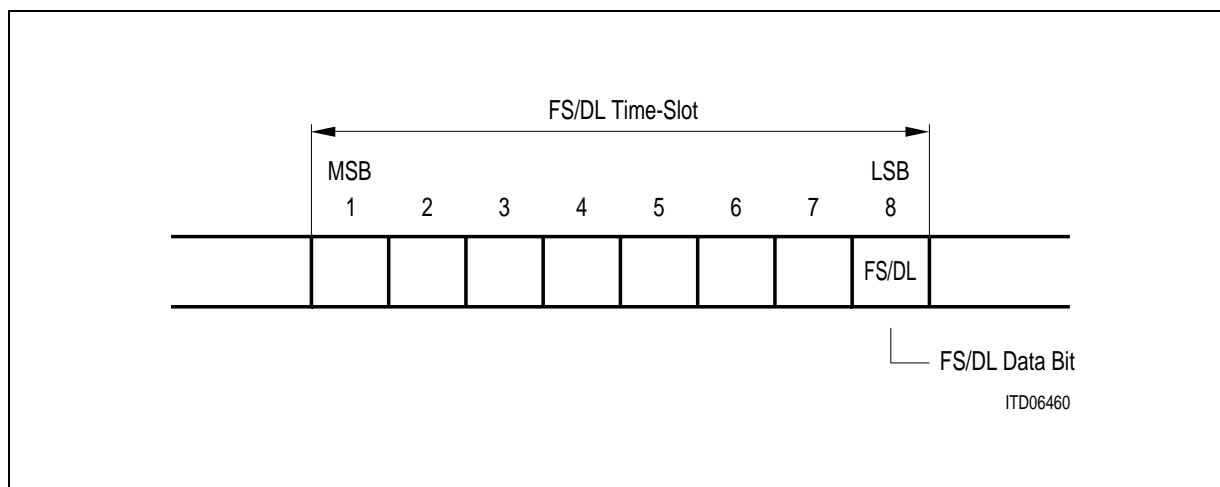 FS/DL Time-Slot
MSB LSB
1 2 3 4 5 6 7 8
FS/DL
FS/DL Data Bit
ITD06460